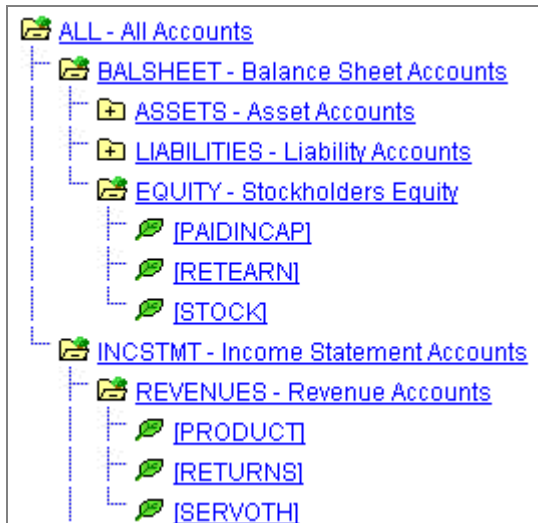 ALL - All Accounts
BALSHEET - Balance Sheet Accounts
ASSETS - Asset Accounts
LIABILITIES - Liability Accounts
EQUITY - Stockholders Equity
[PAIDINCAP]
[RETEARN]
[STOCK]
INCSTMT - Income Statement Accounts
REVENUES - Revenue Accounts
[PRODUCT]
[RETURNS]
[SERVOTH]